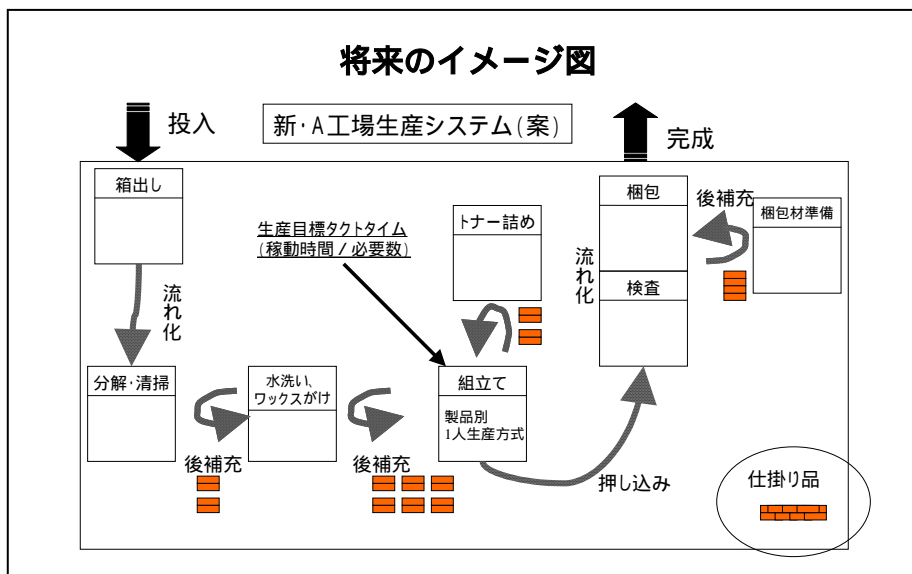 将来のイメージ図
投入
新・A工場生産システム(案)
完成
箱出し
生産目標タクトタイム
(稼動時間/必要数)
トナー詰め
梱包
後補充
梱包材準備
流れ化
流れ化
検査
分解・清掃
水洗い、
ワックスがけ
組立て
製品別
1人生産方式
後補充
後補充
押し込み
仕掛り品